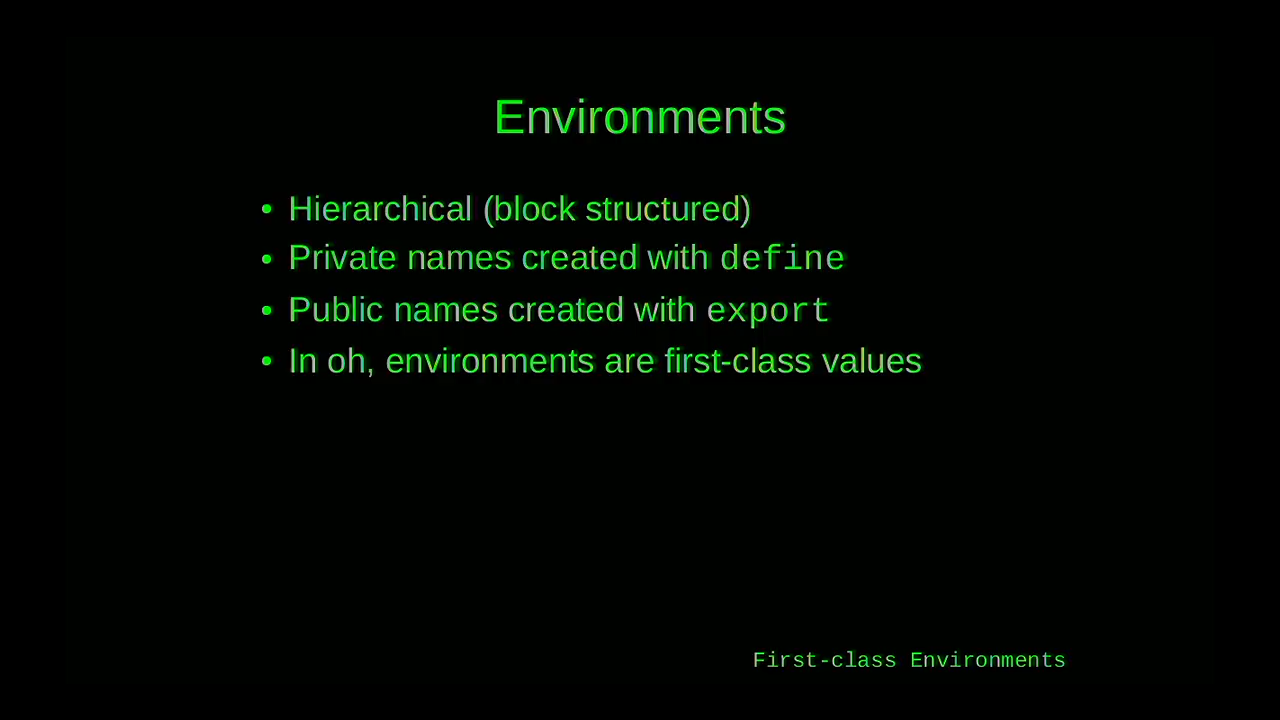 Environments
• Hierarchical (block structured)
• Private names created with define
• Public names created with export
• In oh, environments are first-class values
First-class Environments